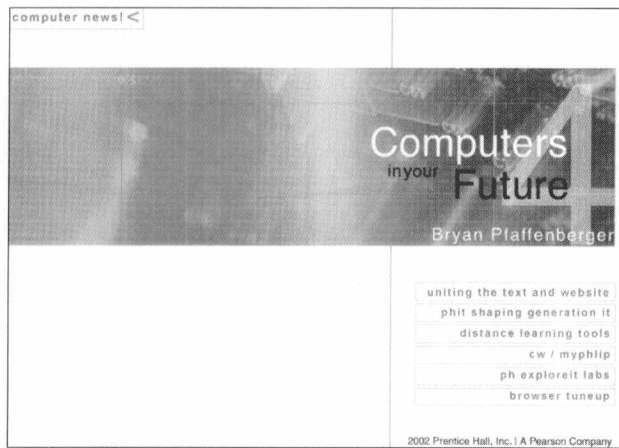 computer news! <
Computers
in your 4
Future
Bryan Pfaffenberger
uniting the text and website
phit shaping generation it
distance learning tools
cw / myphlip
ph exploreit labs
browser tuneup
2002 Prentice Hall, Inc. | A Pearson Company